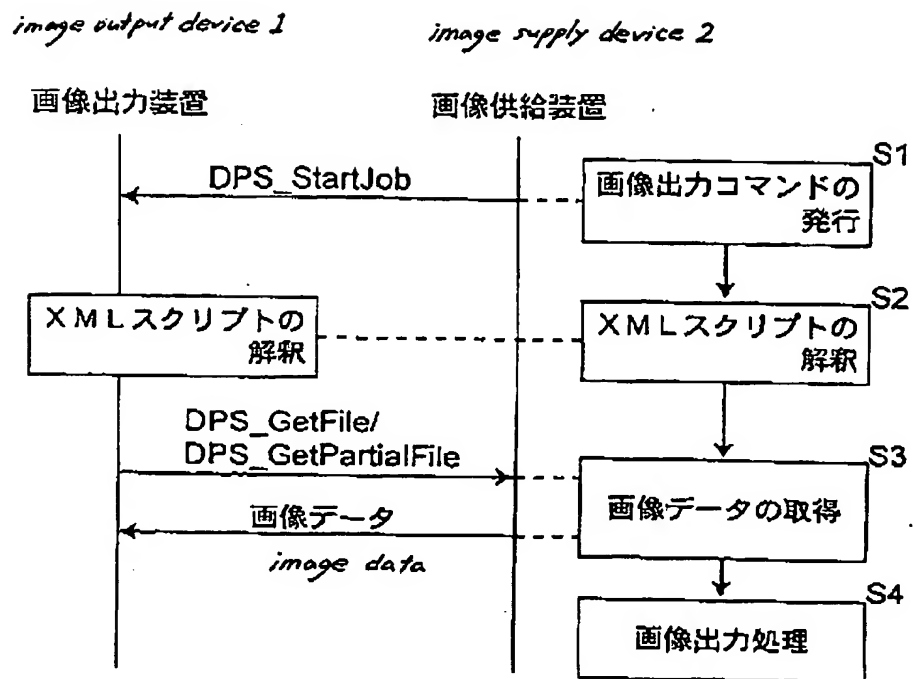 image output device 1
image supply device 2
画像出力装置
画像供給装置
DPS_StartJob
S1
画像出力コマンドの
発行
XMLスクリプトの
解釈
S2
XMLスクリプトの
解釈
DPS_GetFile/
DPS_GetPartialFile
S3
画像データの取得
画像データ
image data
S4
画像出力処理